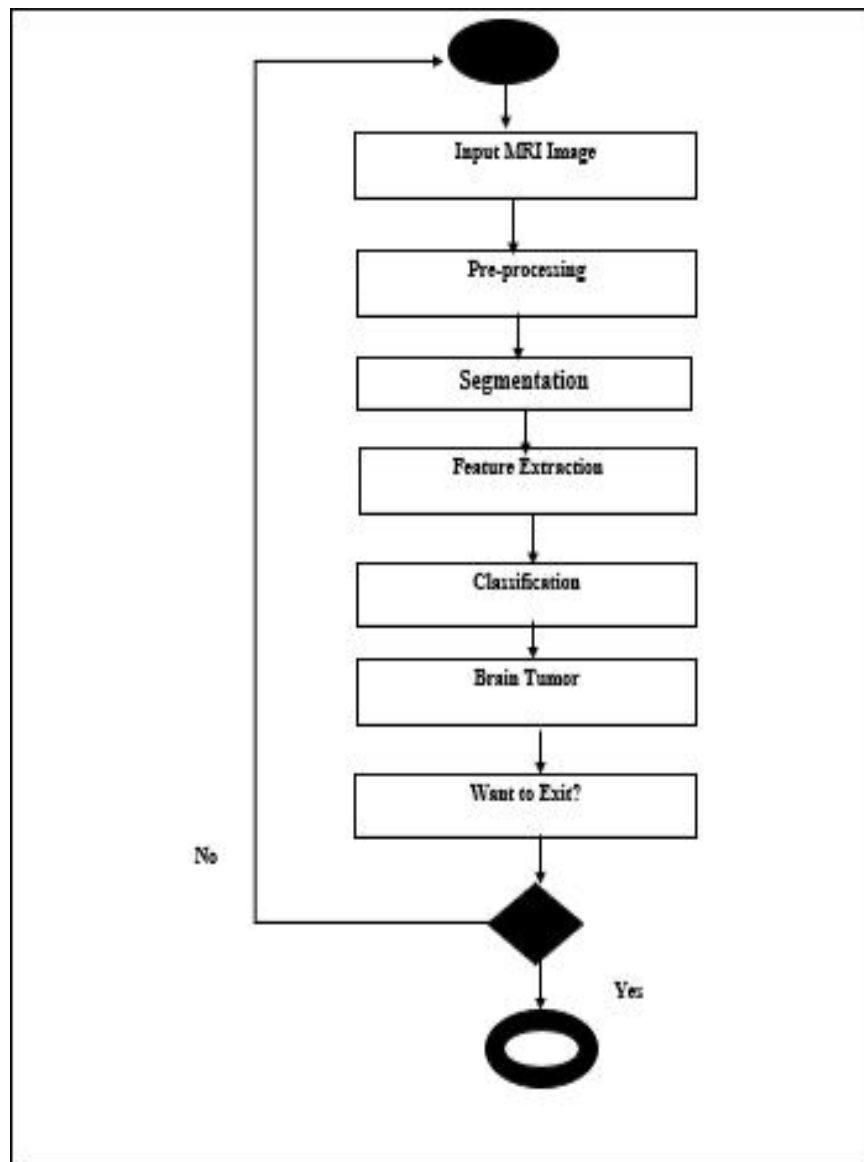 Input MRI Image
Pre-processing
Segmentation
Feature Extraction
Classification
Brain Tumor
Want to Exit?
No
Yes